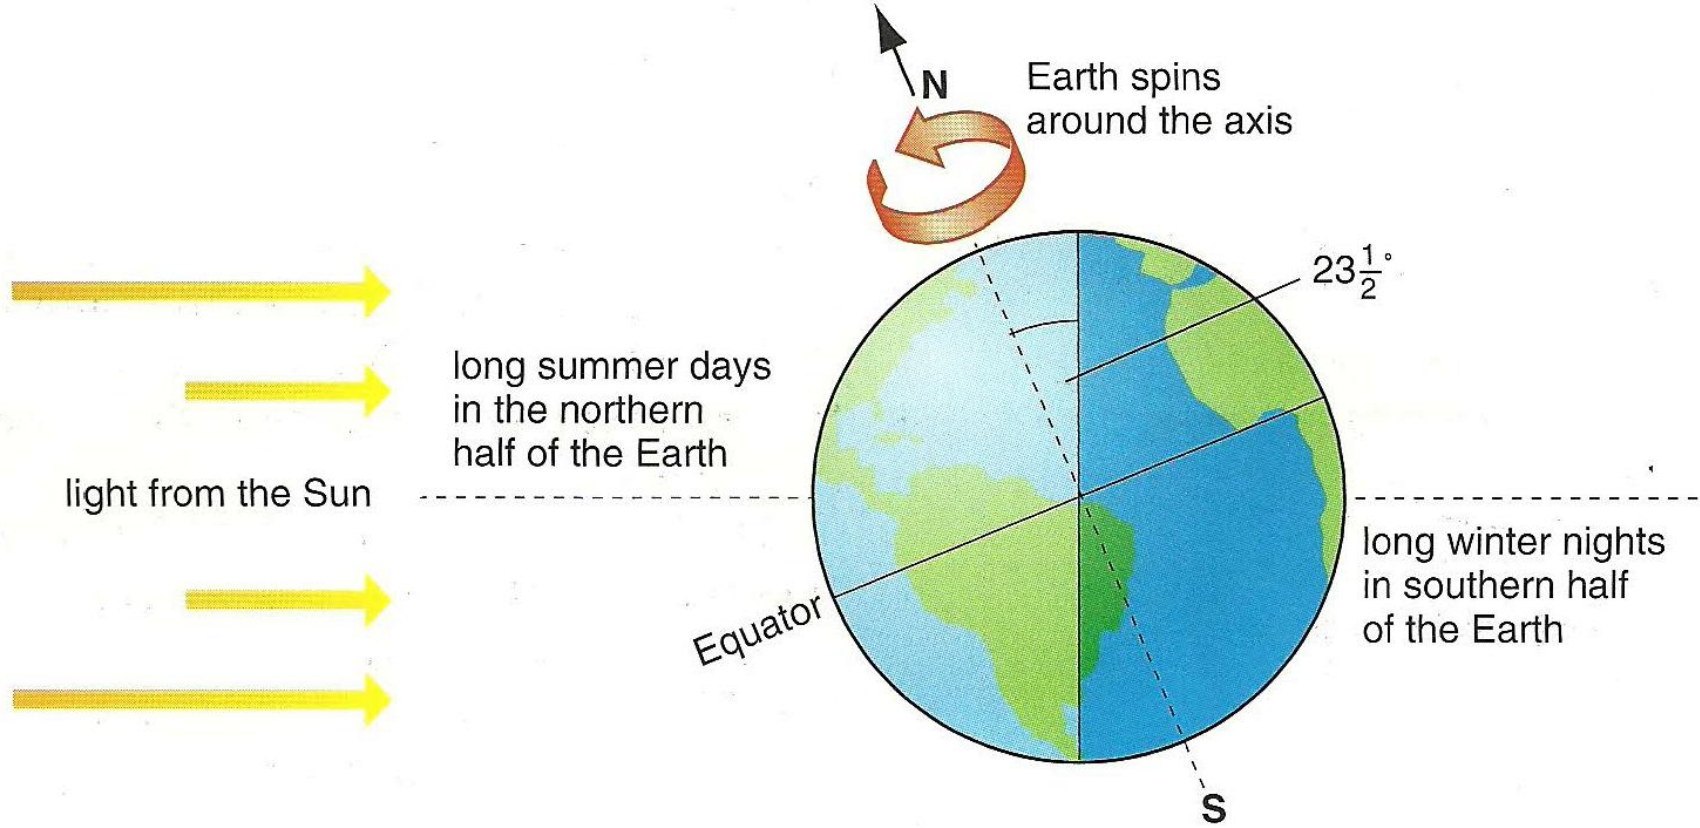 N
Earth spins
around the axis
23½°
long summer days
in the northern
half of the Earth
light from the Sun
long winter nights
in southern half
of the Earth
Equator
S